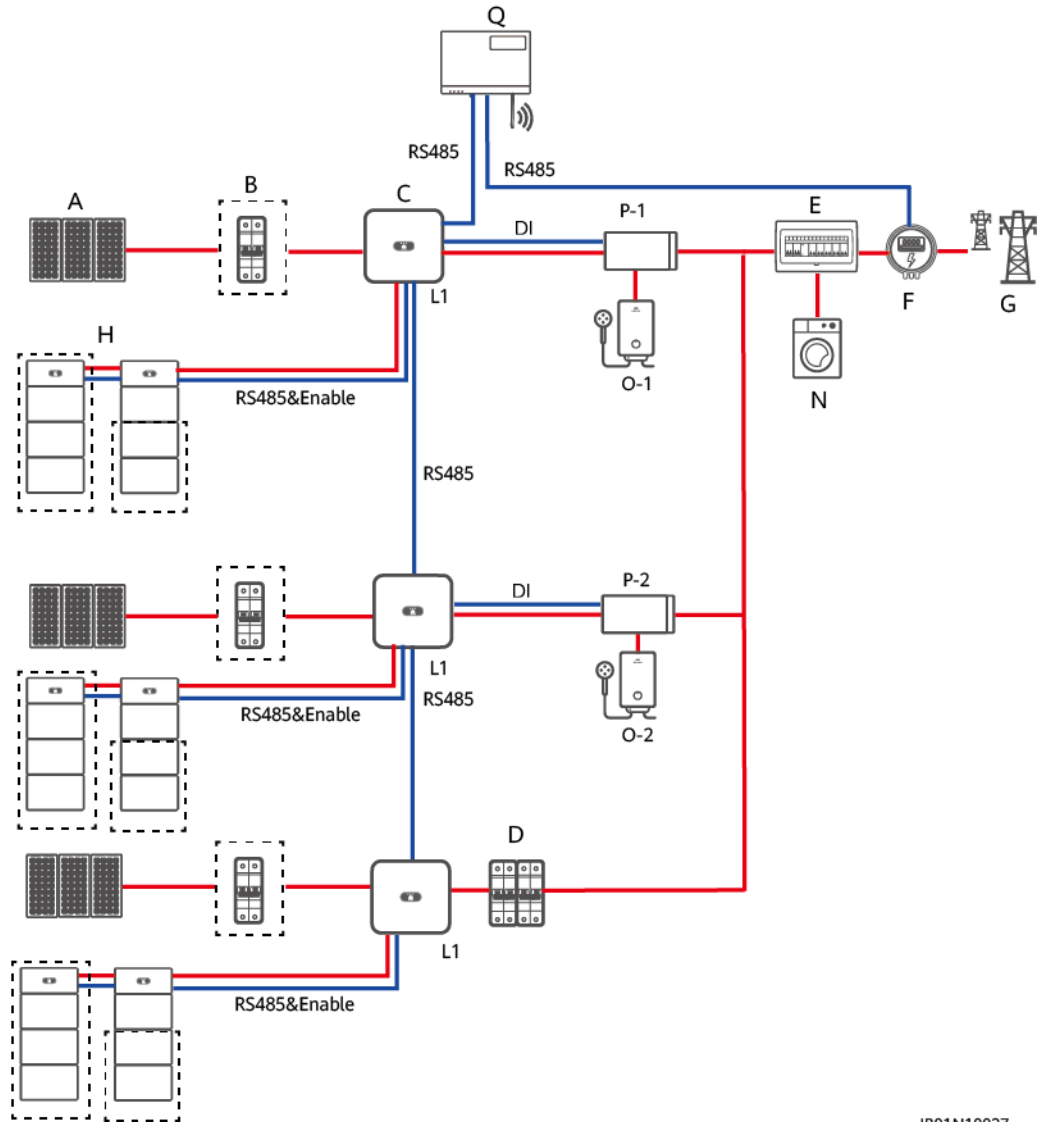 Q
RS485
RS485
A
B
C
DI
P-1
E
L1
F
G
H
O-1
N
RS485&Enable
RS485
DI
P-2
L1
RS485
RS485&Enable
O-2
D
L1
RS485&Enable